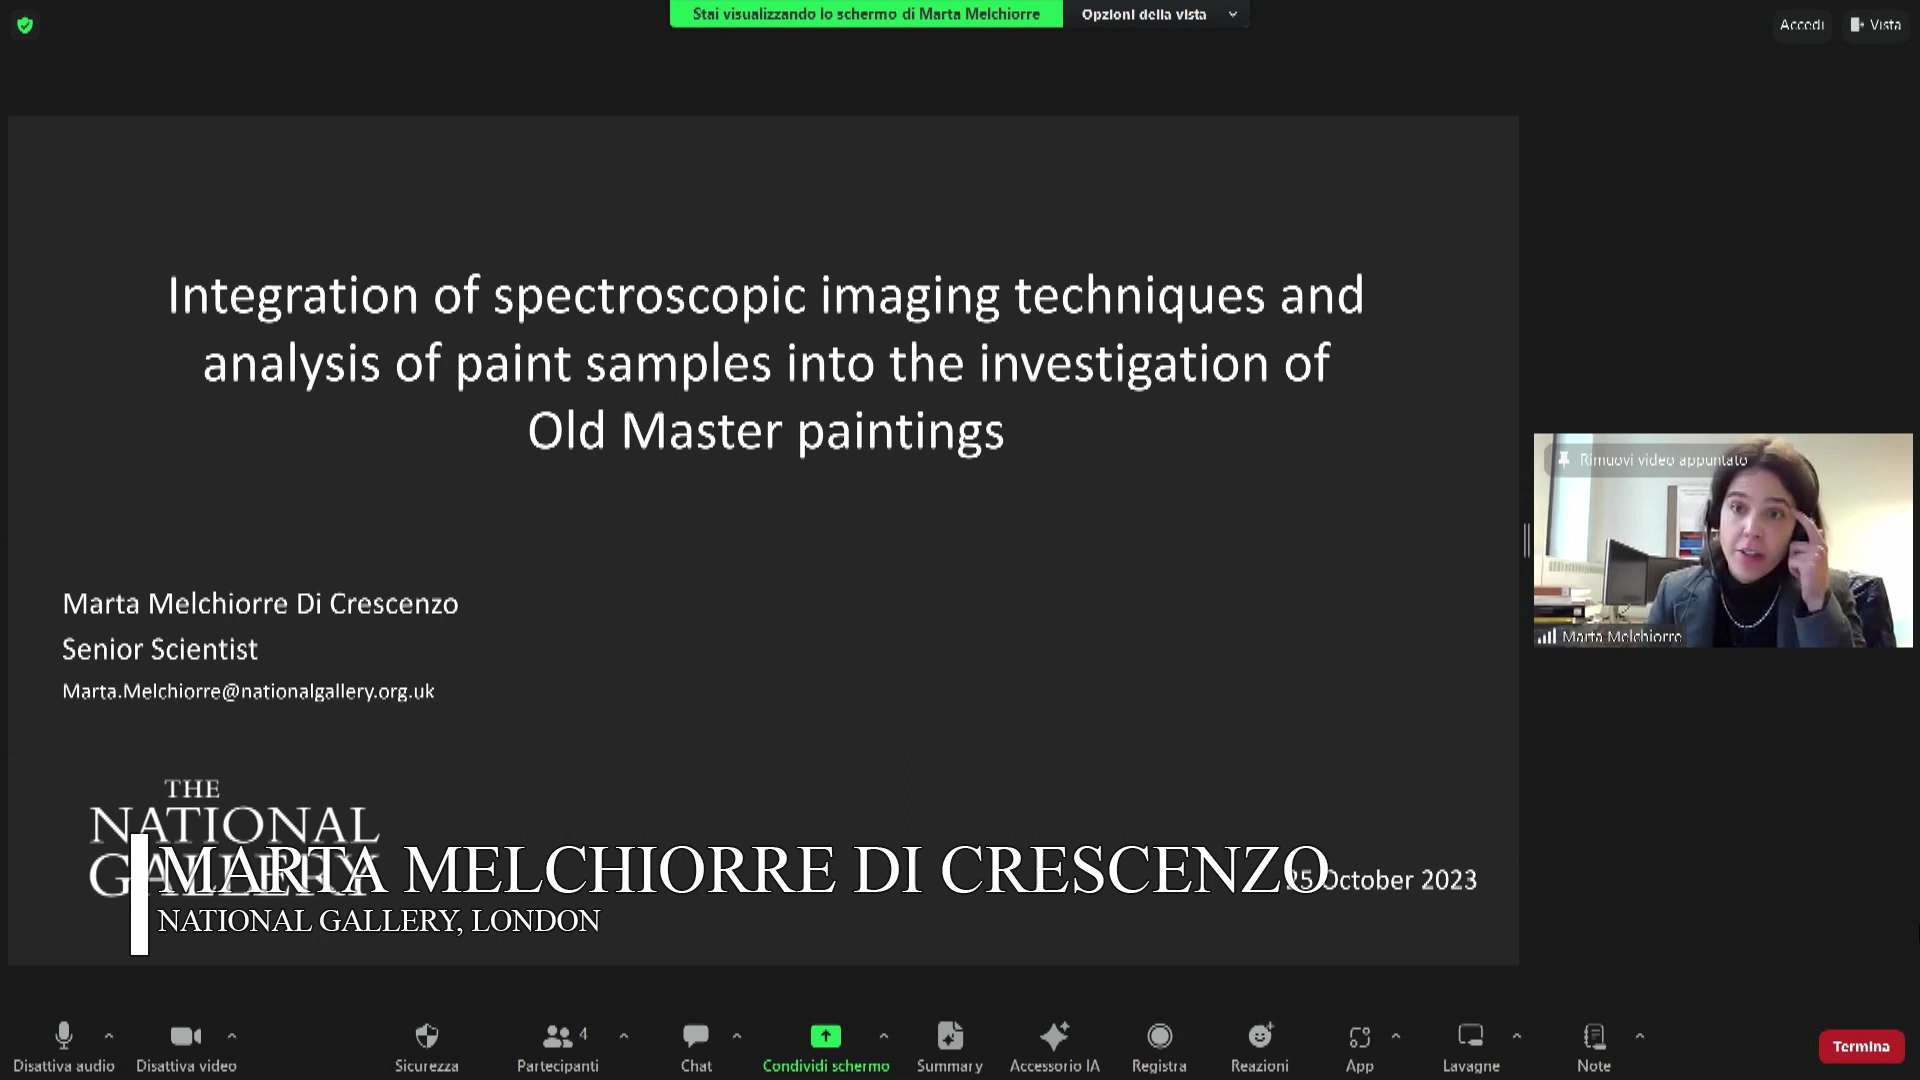 Stai visualizzando lo schermo di Marta Melchiorre
Opzioni della vista
Accedi
Vista
Integration of spectroscopic imaging techniques and
analysis of paint samples into the investigation of
Old Master paintings
Rimuovi video appuntato
Marta Melchiorre
Marta Melchiorre Di Crescenzo
Senior Scientist
Marta.Melchiorre@nationalgallery.org.uk
THE
NATIONAL
GALLERY
MARTA MELCHIORRE DI CRESCENZO
25 October 2023
NATIONAL GALLERY, LONDON
Disattiva audio
Disattiva video
Sicurezza
Partecipanti
4
Chat
Condividi schermo
Summary
Accessorio IA
Registra
Reazioni
App
Lavagne
Note
Termina